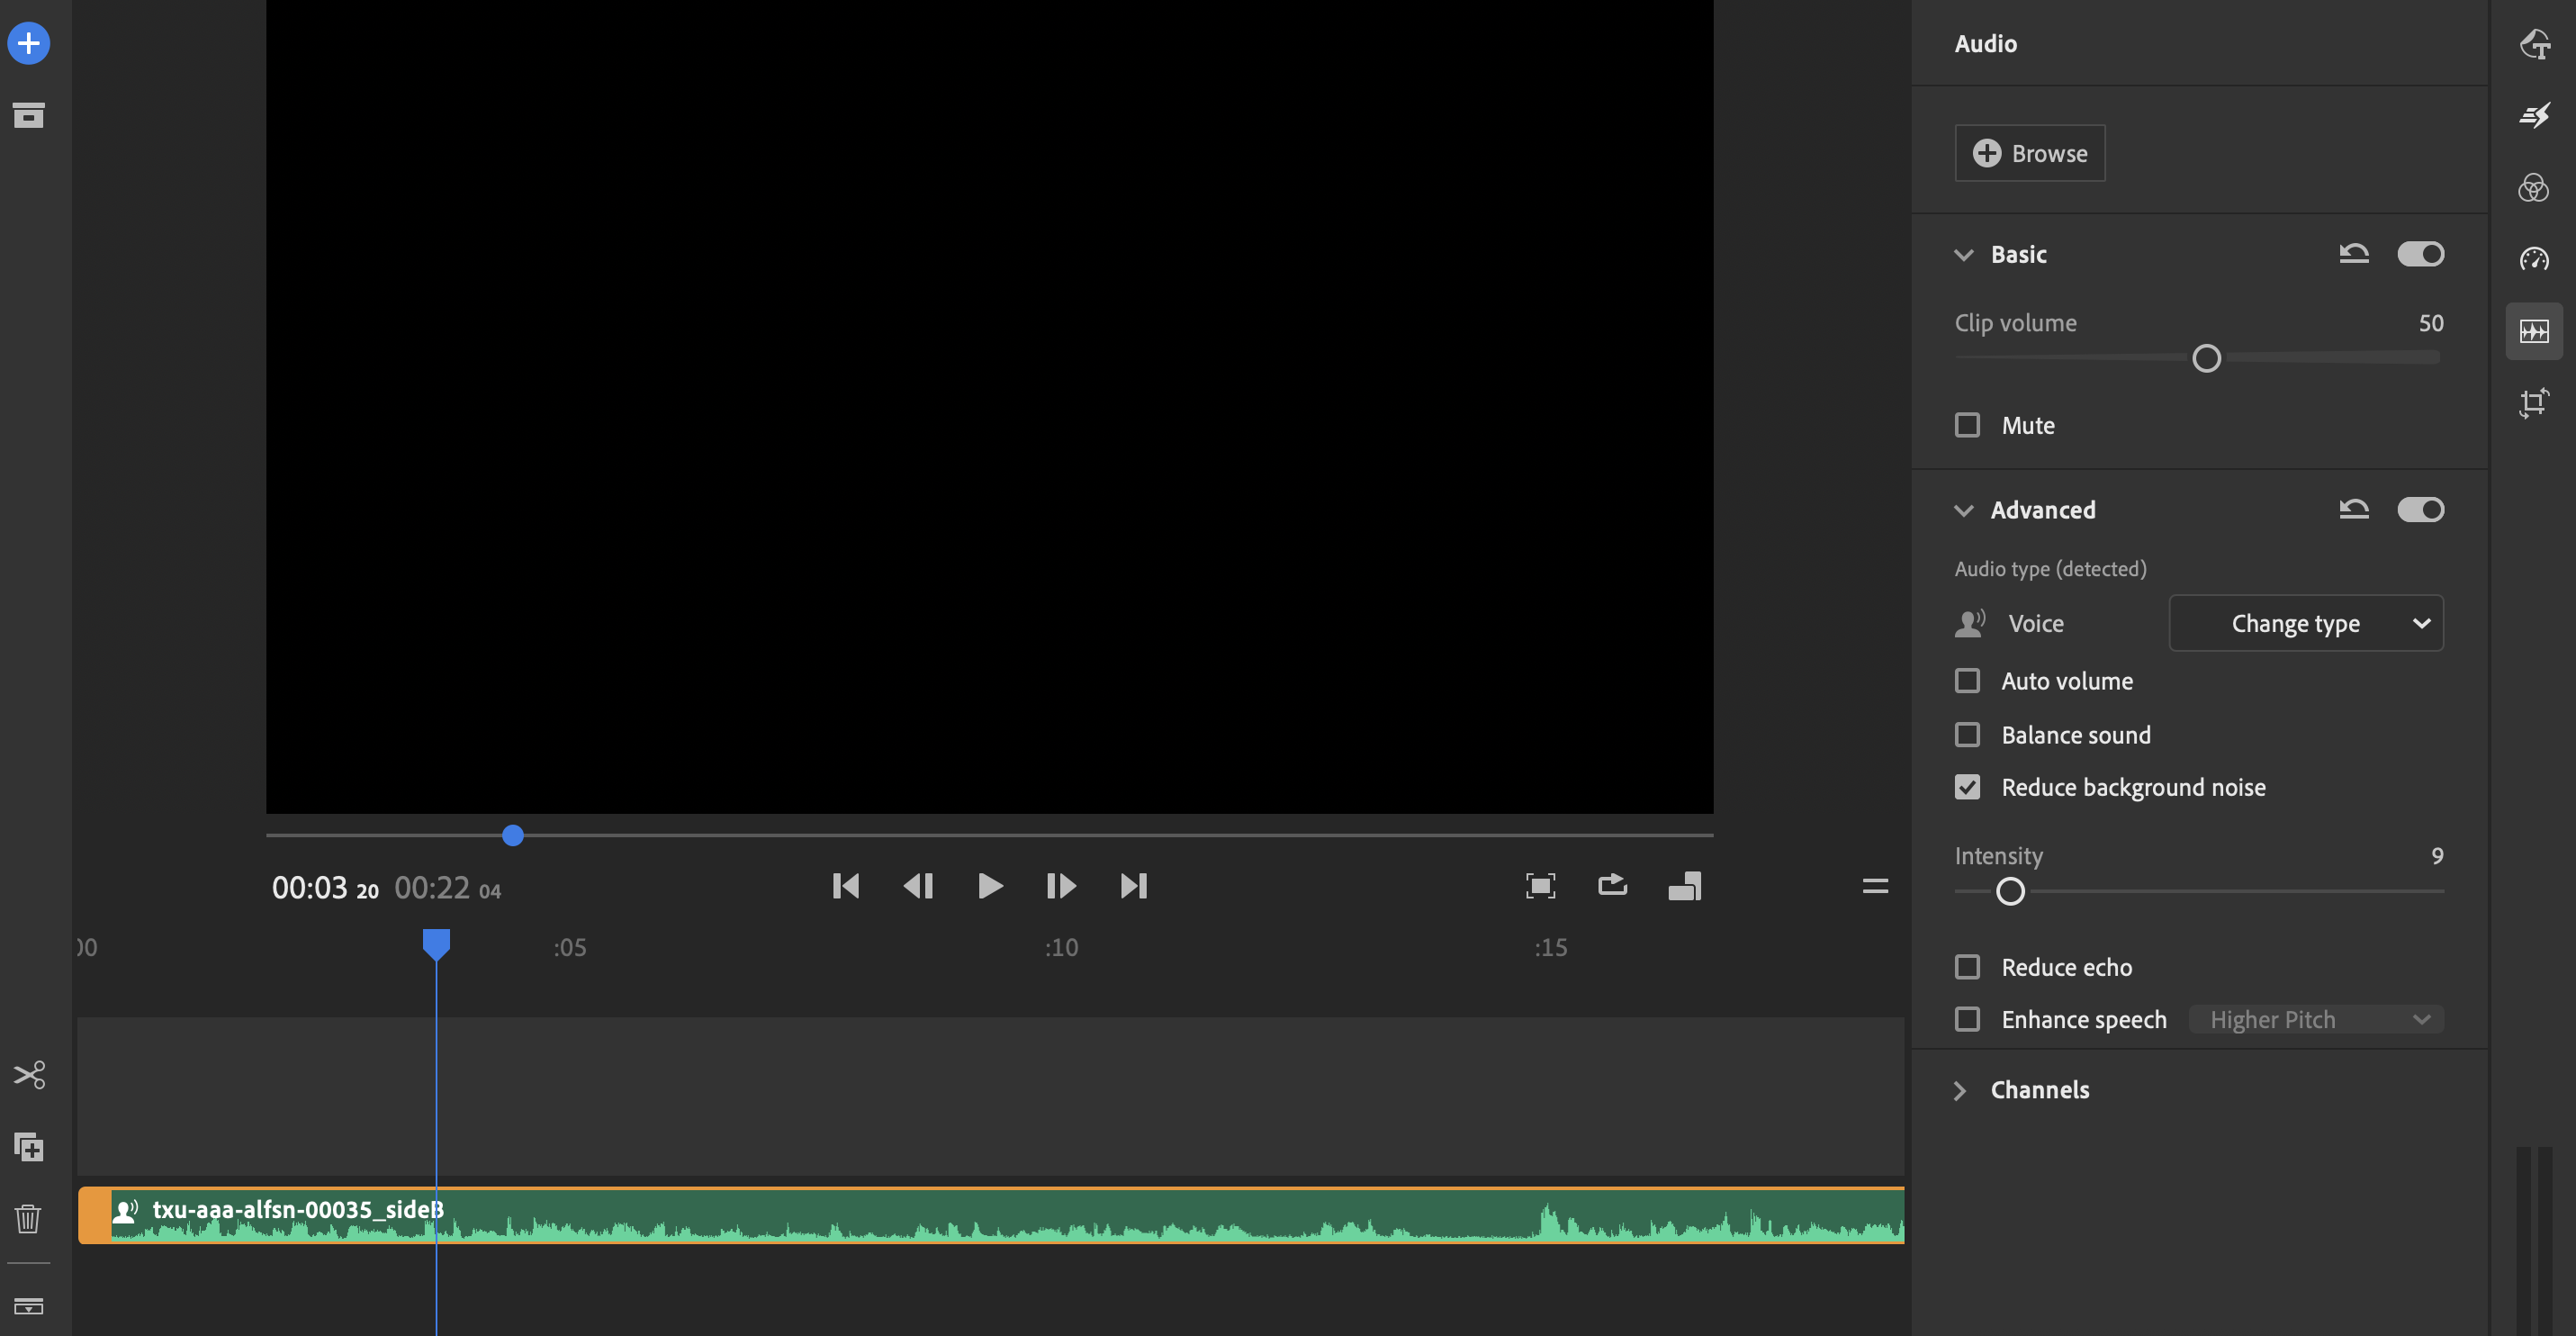 Audio
Browse
Basic
Clip volume 50
Mute
Advanced
Audio type (detected)
Voice Change type
Auto volume
Balance sound
Reduce background noise
Intensity 9
Reduce echo
Enhance speech Higher Pitch
Channels
00:03 20 00:22 04
:05 :10 :15
txu-aaa-alfsn-00035_sideB